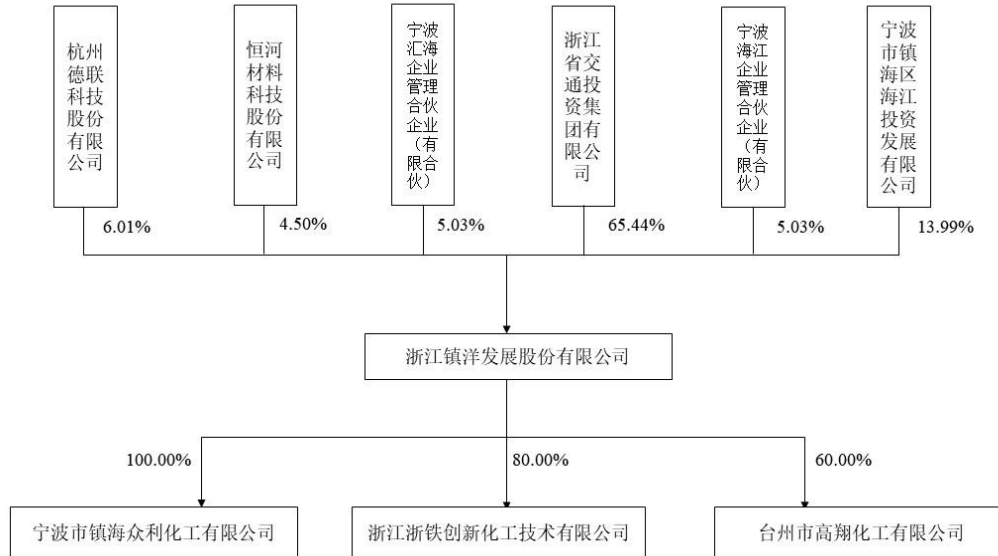 杭州
德联
科技
股份
有限
公司
恒河
材料
科技
股份
有限
公司
宁波
汇海
企业
管理
合伙
企业
（有
限合
伙）
浙江
省交
通投
资集
团有
限公
司
宁波
海江
企业
管理
合伙
企业
（有
限合
伙）
宁波
市镇
海区
海江
投资
发展
有限
公司
6.01%
4.50%
5.03%
65.44%
5.03%
13.99%
浙江镇洋发展股份有限公司
100.00%
80.00%
60.00%
宁波市镇海众利化工有限公司
浙江浙铁创新化工技术有限公司
台州市高翔化工有限公司